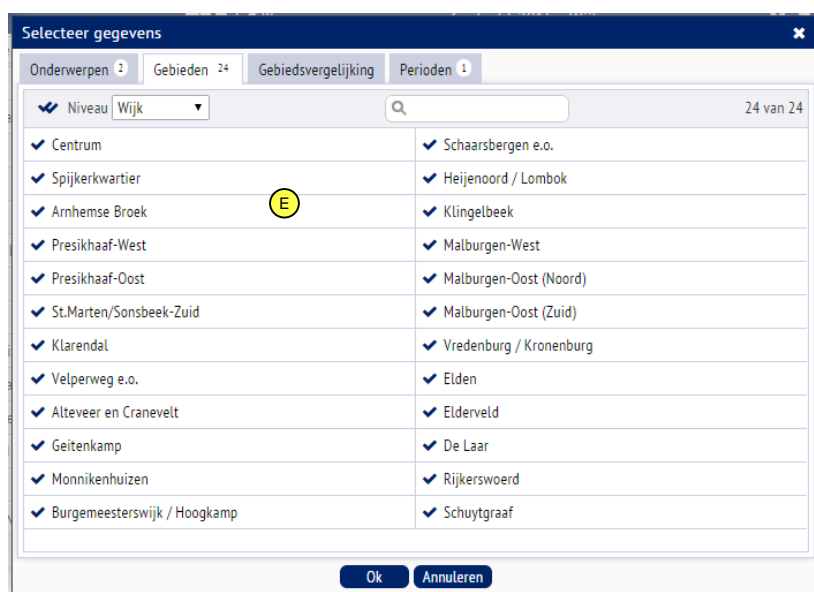 Selecteer gegevens
Onderwerpen 2 Gebieden 24 Gebiedsvergelijking Perioden 1
Niveau Wijk 24 van 24
Centrum Schaarsbergen e.o.
Spijkerkwartier Heijenoord / Lombok
Arnhemse Broek E Klingelbeek
Presikhaaf-West Malburgen-West
Presikhaaf-Oost Malburgen-Oost (Noord)
St.Marten/Sonsbeek-Zuid Malburgen-Oost (Zuid)
Klarendal Vredenburg / Kronenburg
Velperweg e.o. Elden
Alteveer en Cranevelt Elderveld
Geitenkamp De Laar
Monnikenhuizen Rijkerswoerd
Burgemeesterswijk / Hoogkamp Schuytgraaf
Ok Annuleren